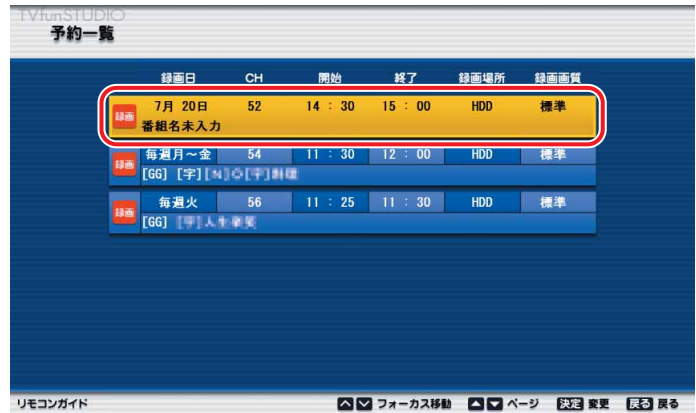 TVfunSTUDIO
予約一覧
録画日 CH 開始 終了 録画場所 録画画質
録画 7月 20日 52 14 : 30 15 : 00 HDD 標準
番組名未入力
録画 毎週月~金 54 11 : 30 12 : 00 HDD 標準
[GG] [字]
録画 毎週火 56 11 : 25 11 : 30 HDD 標準
[GG]
リモコンガイド フォーカス移動 ページ 決定 変更 戻る 戻る